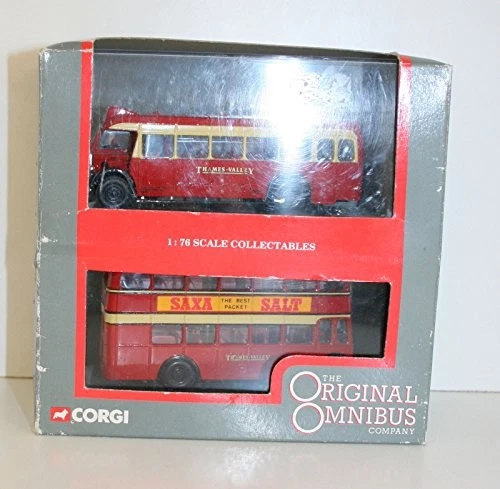 THAMES-VALLEY
1:76 SCALE COLLECTABLES
SAXA THE BEST PACKET SALT
THAMES-VALLEY
THE
ORIGINAL
OMNIBUS
COMPANY
CORGI